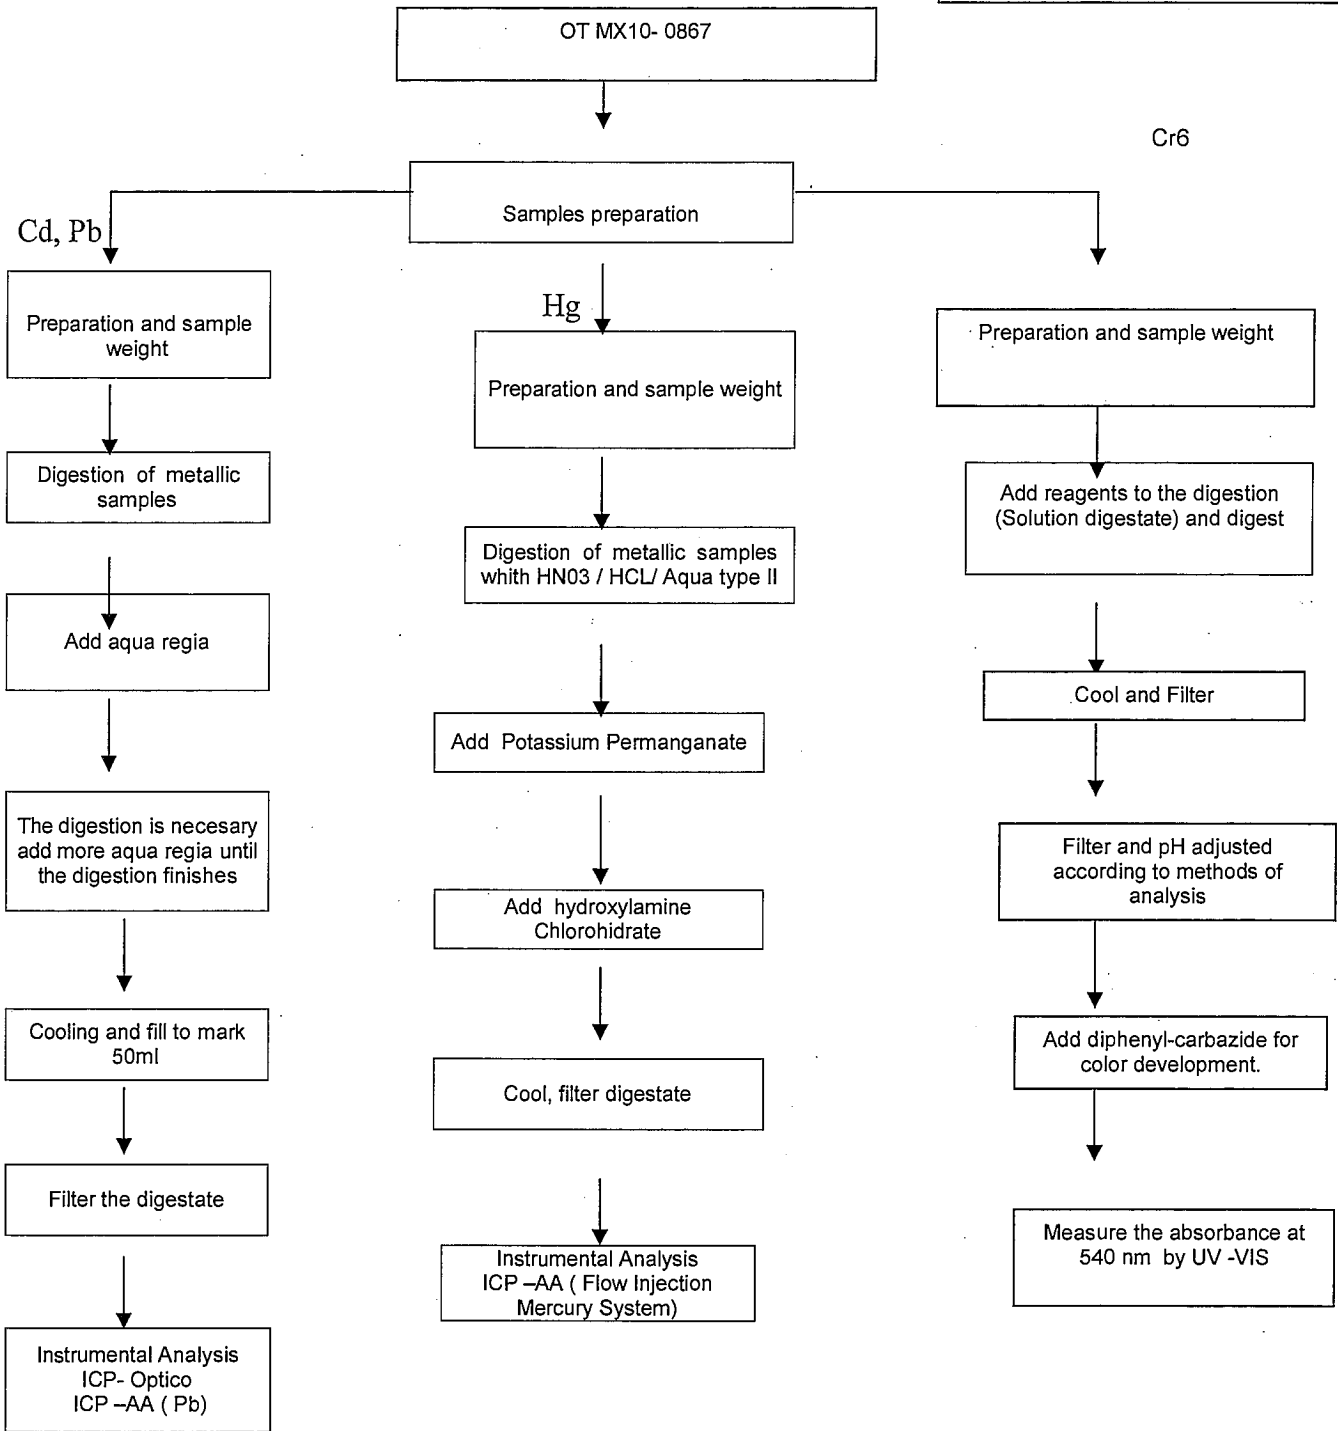 OT MX10- 0867
Samples preparation
Cd, Pb
Preparation and sample
weight
Digestion of metallic
samples
Add aqua regia
The digestion is necesary
add more aqua regia until
the digestion finishes
Cooling and fill to mark
50ml
Filter the digestate
Instrumental Analysis
ICP- Optico
ICP –AA ( Pb)
Hg
Preparation and sample weight
Digestion of metallic samples
whith HN03 / HCL/ Aqua type II
Add Potassium Permanganate
Add hydroxylamine
Chlorohidrate
Cool, filter digestate
Instrumental Analysis
ICP –AA ( Flow Injection
Mercury System)
Cr6
Preparation and sample weight
Add reagents to the digestion
(Solution digestate) and digest
Cool and Filter
Filter and pH adjusted
according to methods of
analysis
Add diphenyl-carbazide for
color development.
Measure the absorbance at
540 nm by UV -VIS